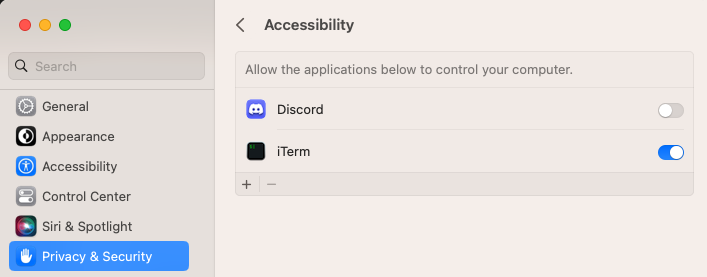 Search
General
Appearance
Accessibility
Control Center
Siri & Spotlight
Privacy & Security
Accessibility
Allow the applications below to control your computer.
Discord
iTerm